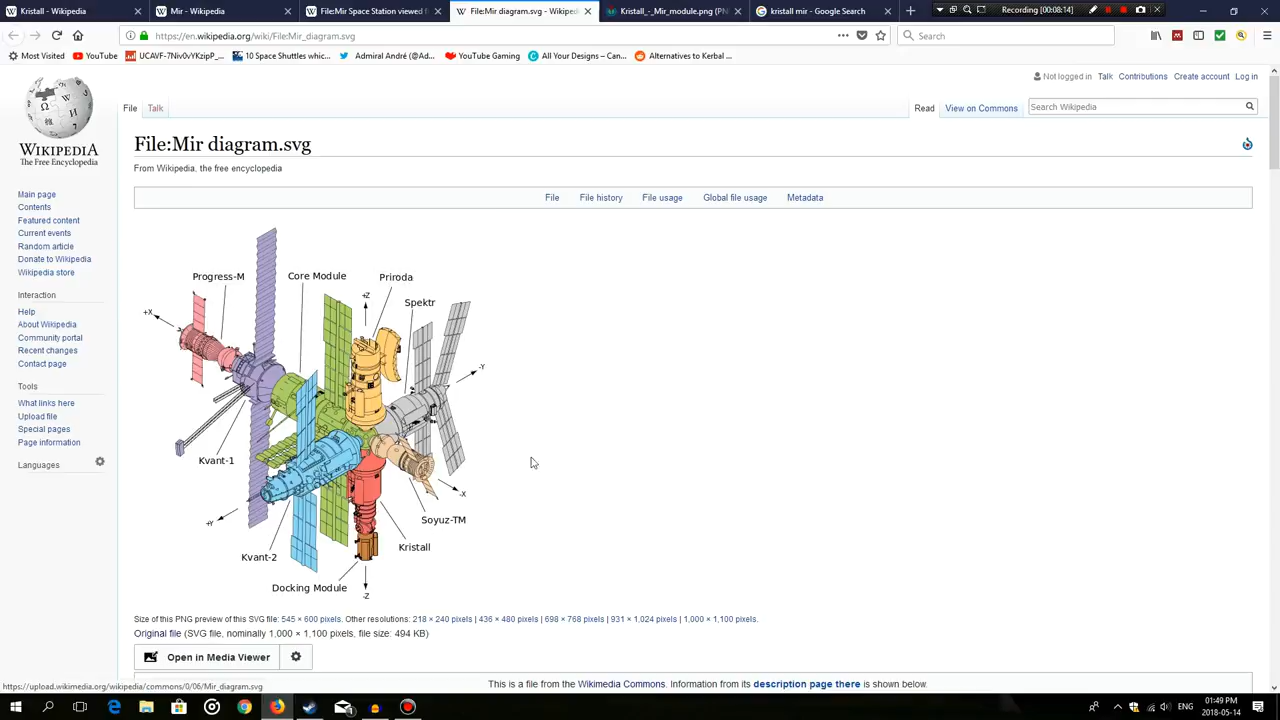 Kristall - Wikipedia
Mir - Wikipedia
File:Mir Space Station viewed f
File:Mir diagram.svg - Wikiped
Kristall_-_Mir_module.png (PN
kristall mir - Google Search
Recording [00:08:14]
https://en.wikipedia.org/wiki/File:Mir_diagram.svg
Search
Most Visited
YouTube
UCAVF-7Niv0vYKzipP_...
10 Space Shuttles whic...
Admiral André (@Ad...
YouTube Gaming
All Your Designs – Can...
Alternatives to Kerbal ...
Not logged in Talk Contributions Create account Log in
File Talk
Read View on Commons
Search Wikipedia
WIKIPEDIA
The Free Encyclopedia
File:Mir diagram.svg
From Wikipedia, the free encyclopedia
File File history File usage Global file usage Metadata
Main page
Contents
Featured content
Current events
Random article
Donate to Wikipedia
Wikipedia store
Interaction
Help
About Wikipedia
Community portal
Recent changes
Contact page
Tools
What links here
Upload file
Special pages
Page information
Languages
Progress-M
Core Module
Priroda
Spektr
+X
+Z
-Y
Kvant-1
+Y
-X
Soyuz-TM
Kristall
Kvant-2
Docking Module
-Z
Size of this PNG preview of this SVG file: 545 × 600 pixels. Other resolutions: 218 × 240 pixels | 436 × 480 pixels | 698 × 768 pixels | 931 × 1,024 pixels | 1,000 × 1,100 pixels.
Original file (SVG file, nominally 1,000 × 1,100 pixels, file size: 494 KB)
Open in Media Viewer
This is a file from the Wikimedia Commons. Information from its description page there is shown below.
https://upload.wikimedia.org/wikipedia/commons/0/06/Mir_diagram.svg
ENG
01:49 PM
2018-05-14